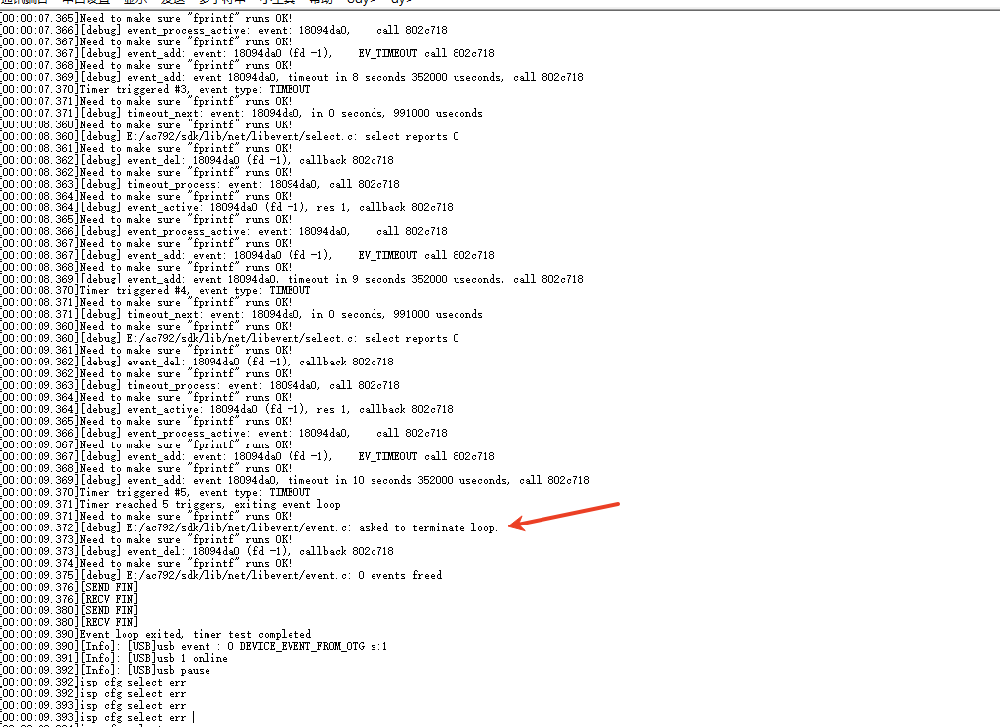 [00:00:07.365]Need to make sure "fprintf" runs OK!
[00:00:07.366][debug] event_process_active: event: 18094da0,    call 802c718
[00:00:07.367]Need to make sure "fprintf" runs OK!
[00:00:07.367][debug] event_add: event: 18094da0 (fd -1),    EV_TIMEOUT call 802c718
[00:00:07.368]Need to make sure "fprintf" runs OK!
[00:00:07.369][debug] event_add: event 18094da0, timeout in 8 seconds 352000 useconds, call 802c718
[00:00:07.370]Timer triggered #3, event type: TIMEOUT
[00:00:07.371]Need to make sure "fprintf" runs OK!
[00:00:07.371][debug] timeout_next: event: 18094da0, in 0 seconds, 991000 useconds
[00:00:08.360]Need to make sure "fprintf" runs OK!
[00:00:08.360][debug] E:/ac792/sdk/lib/net/libevent/select.c: select reports 0
[00:00:08.361]Need to make sure "fprintf" runs OK!
[00:00:08.362][debug] event_del: 18094da0 (fd -1), callback 802c718
[00:00:08.362]Need to make sure "fprintf" runs OK!
[00:00:08.363][debug] timeout_process: event: 18094da0, call 802c718
[00:00:08.364]Need to make sure "fprintf" runs OK!
[00:00:08.364][debug] event_active: 18094da0 (fd -1), res 1, callback 802c718
[00:00:08.365]Need to make sure "fprintf" runs OK!
[00:00:08.366][debug] event_process_active: event: 18094da0,    call 802c718
[00:00:08.367]Need to make sure "fprintf" runs OK!
[00:00:08.367][debug] event_add: event: 18094da0 (fd -1),    EV_TIMEOUT call 802c718
[00:00:08.368]Need to make sure "fprintf" runs OK!
[00:00:08.369][debug] event_add: event 18094da0, timeout in 9 seconds 352000 useconds, call 802c718
[00:00:08.370]Timer triggered #4, event type: TIMEOUT
[00:00:08.371]Need to make sure "fprintf" runs OK!
[00:00:08.371][debug] timeout_next: event: 18094da0, in 0 seconds, 991000 useconds
[00:00:09.360]Need to make sure "fprintf" runs OK!
[00:00:09.360][debug] E:/ac792/sdk/lib/net/libevent/select.c: select reports 0
[00:00:09.361]Need to make sure "fprintf" runs OK!
[00:00:09.362][debug] event_del: 18094da0 (fd -1), callback 802c718
[00:00:09.362]Need to make sure "fprintf" runs OK!
[00:00:09.363][debug] timeout_process: event: 18094da0, call 802c718
[00:00:09.364]Need to make sure "fprintf" runs OK!
[00:00:09.364][debug] event_active: 18094da0 (fd -1), res 1, callback 802c718
[00:00:09.365]Need to make sure "fprintf" runs OK!
[00:00:09.366][debug] event_process_active: event: 18094da0,    call 802c718
[00:00:09.367]Need to make sure "fprintf" runs OK!
[00:00:09.367][debug] event_add: event: 18094da0 (fd -1),    EV_TIMEOUT call 802c718
[00:00:09.368]Need to make sure "fprintf" runs OK!
[00:00:09.369][debug] event_add: event 18094da0, timeout in 10 seconds 352000 useconds, call 802c718
[00:00:09.370]Timer triggered #5, event type: TIMEOUT
[00:00:09.371]Timer reached 5 triggers, exiting event loop
[00:00:09.371]Need to make sure "fprintf" runs OK!
[00:00:09.372][debug] E:/ac792/sdk/lib/net/libevent/event.c: asked to terminate loop.
[00:00:09.373]Need to make sure "fprintf" runs OK!
[00:00:09.373][debug] event_del: 18094da0 (fd -1), callback 802c718
[00:00:09.374]Need to make sure "fprintf" runs OK!
[00:00:09.375][debug] E:/ac792/sdk/lib/net/libevent/event.c: 0 events freed
[00:00:09.376][SEND FIN]
[00:00:09.376][RECV FIN]
[00:00:09.380][SEND FIN]
[00:00:09.380][RECV FIN]
[00:00:09.390]Event loop exited, timer test completed
[00:00:09.390][Info]: [USB]usb event : 0 DEVICE_EVENT_FROM_OTG s:1
[00:00:09.391][Info]: [USB]usb 1 online
[00:00:09.392][Info]: [USB]usb pause
[00:00:09.392]isp cfg select err
[00:00:09.392]isp cfg select err
[00:00:09.393]isp cfg select err
[00:00:09.393]isp cfg select err